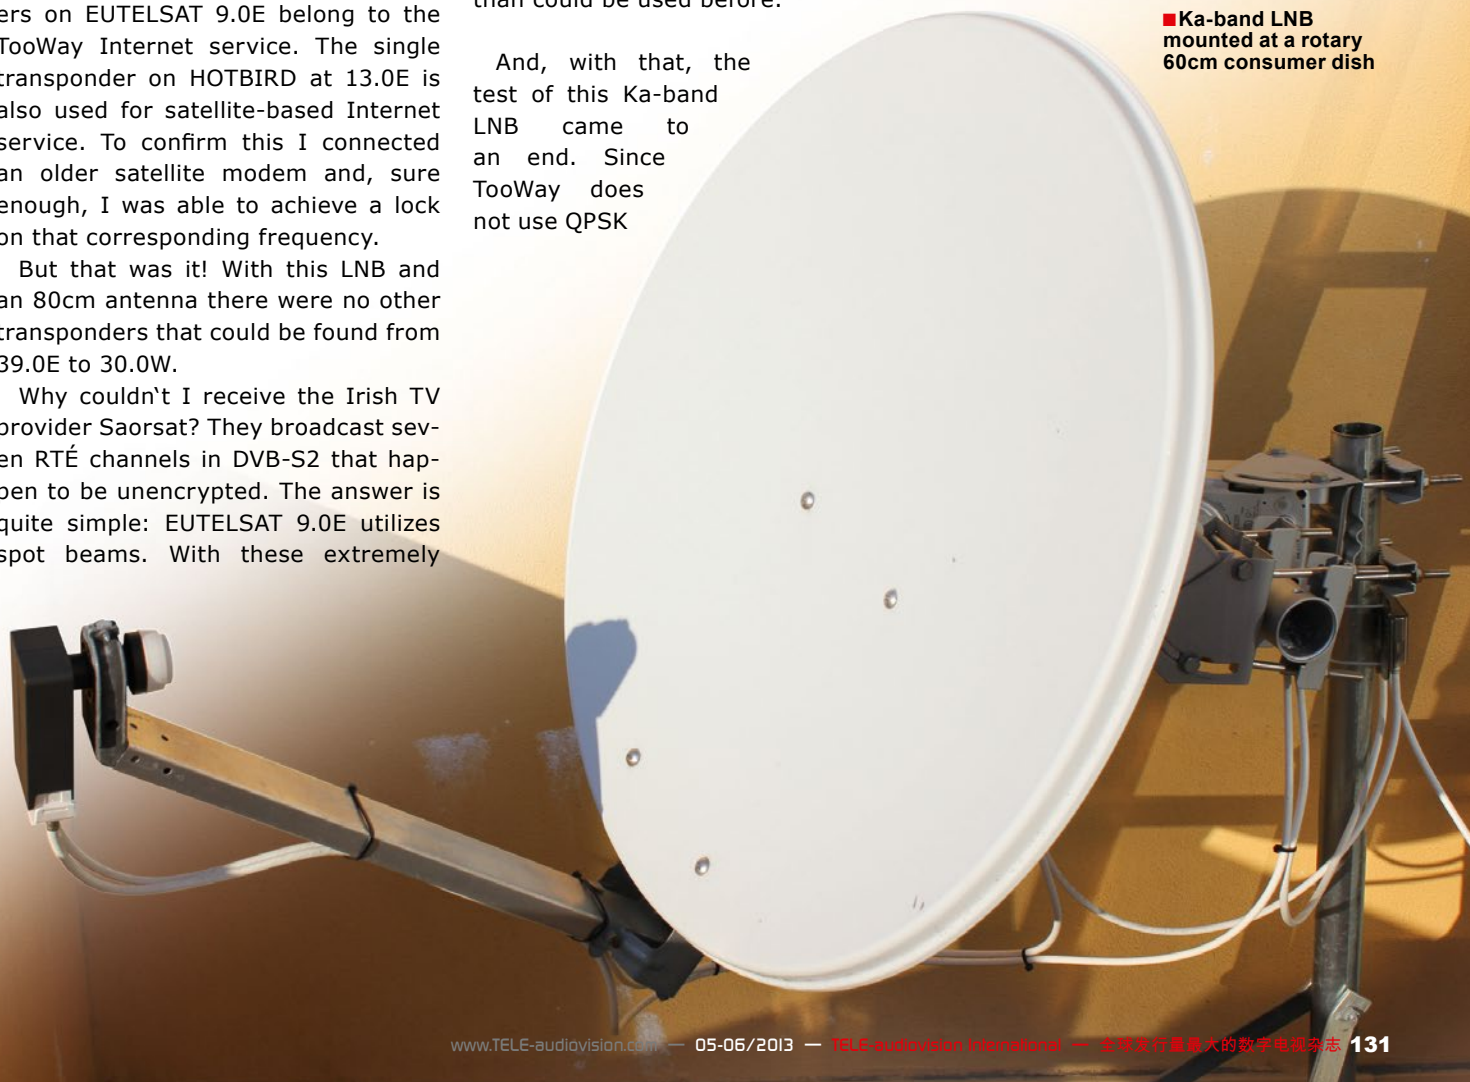 ers on EUTELSAT 9.0E belong to the
TooWay Internet service. The single
transponder on HOTBIRD at 13.0E is
also used for satellite-based Internet
service. To confirm this I connected
an older satellite modem and, sure
enough, I was able to achieve a lock
on that corresponding frequency.
But that was it! With this LNB and
an 80cm antenna there were no other
transponders that could be found from
39.0E to 30.0W.
Why couldn‘t I receive the Irish TV
provider Saorsat? They broadcast sev-
en RTÉ channels in DVB-S2 that hap-
pen to be unencrypted. The answer is
quite simple: EUTELSAT 9.0E utilizes
spot beams. With these extremely
than could be used before.
And, with that, the
test of this Ka-band
LNB came to
an end. Since
TooWay does
not use QPSK
■Ka-band LNB
mounted at a rotary
60cm consumer dish
www.TELE-audiovision.com — 05-06/2013 — TELE-audiovision International — 全球发行量最大的数字电视杂志 131